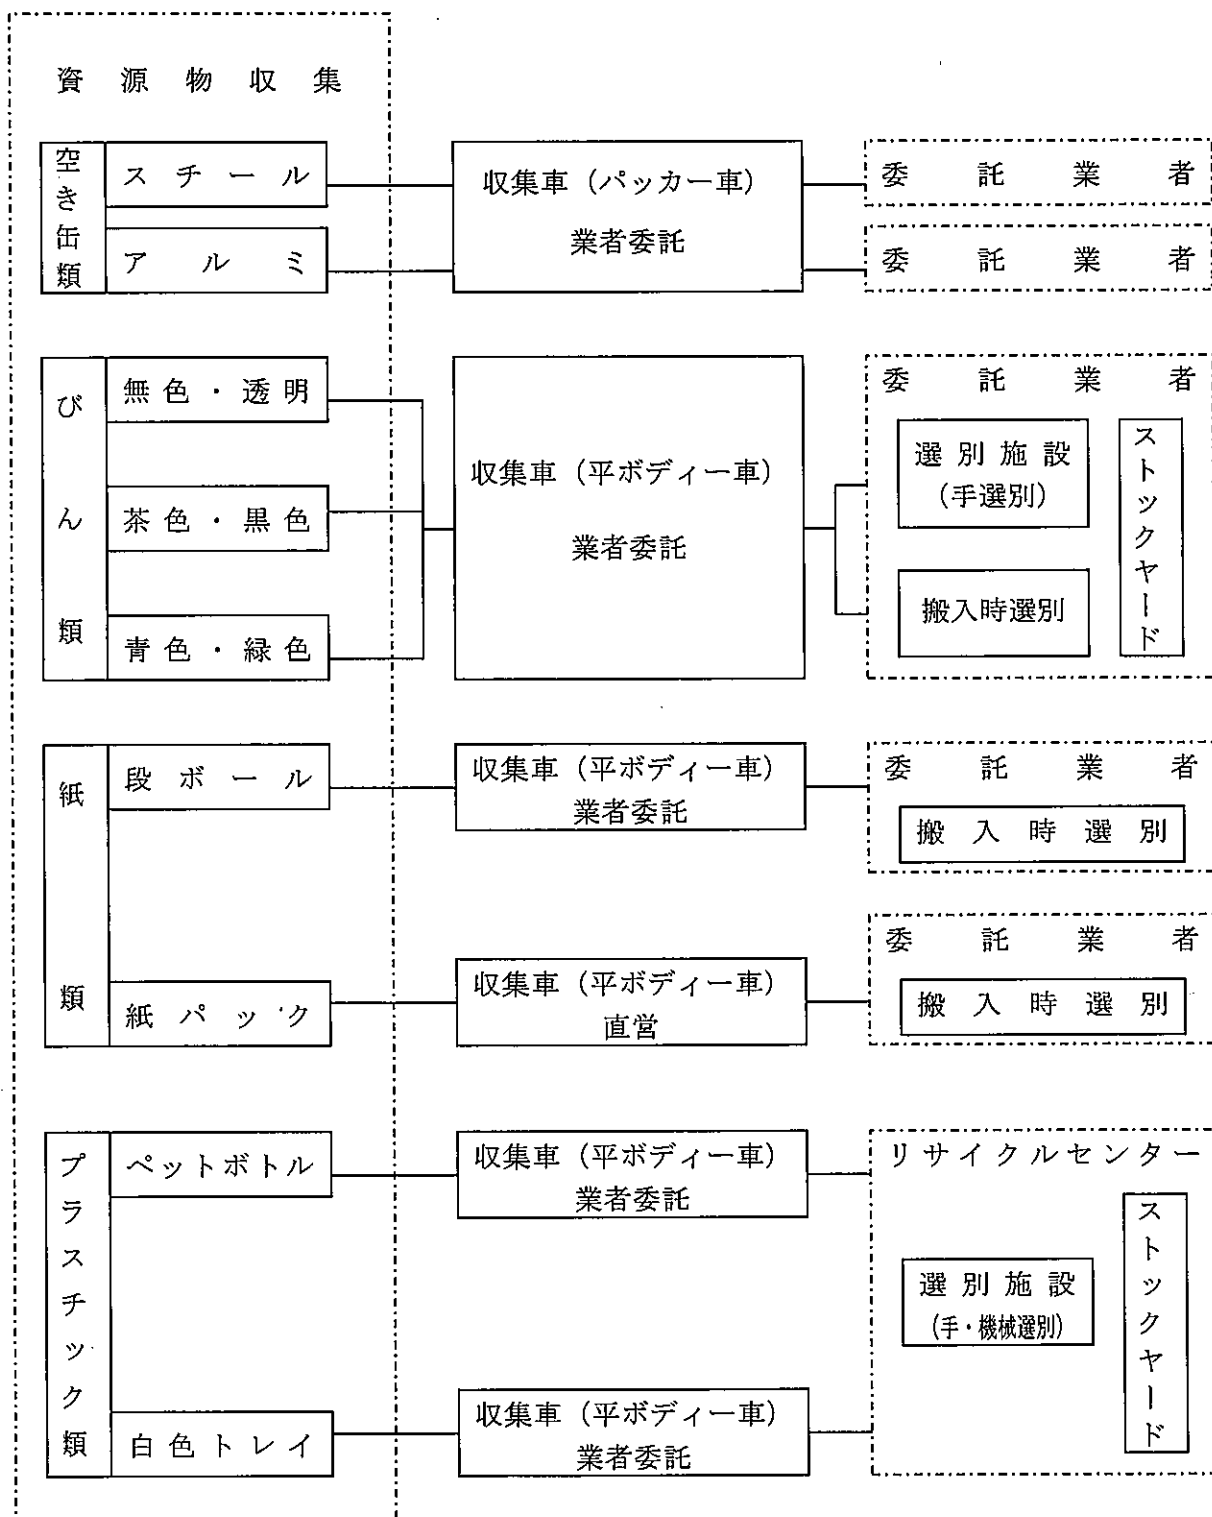 資源物収集
空き缶類
スチール
収集車（パッカー車）
業者委託
委託業者
アルミ
委託業者
びん類
無色・透明
茶色・黒色
青色・緑色
収集車（平ボディー車）
業者委託
委託業者
選別施設
（手選別）
搬入時選別
ストックヤード
紙類
段ボール
収集車（平ボディー車）
業者委託
委託業者
搬入時選別
紙パック
収集車（平ボディー車）
直営
委託業者
搬入時選別
プラスチック類
ペットボトル
収集車（平ボディー車）
業者委託
リサイクルセンター
選別施設
（手・機械選別）
ストックヤード
白色トレイ
収集車（平ボディー車）
業者委託